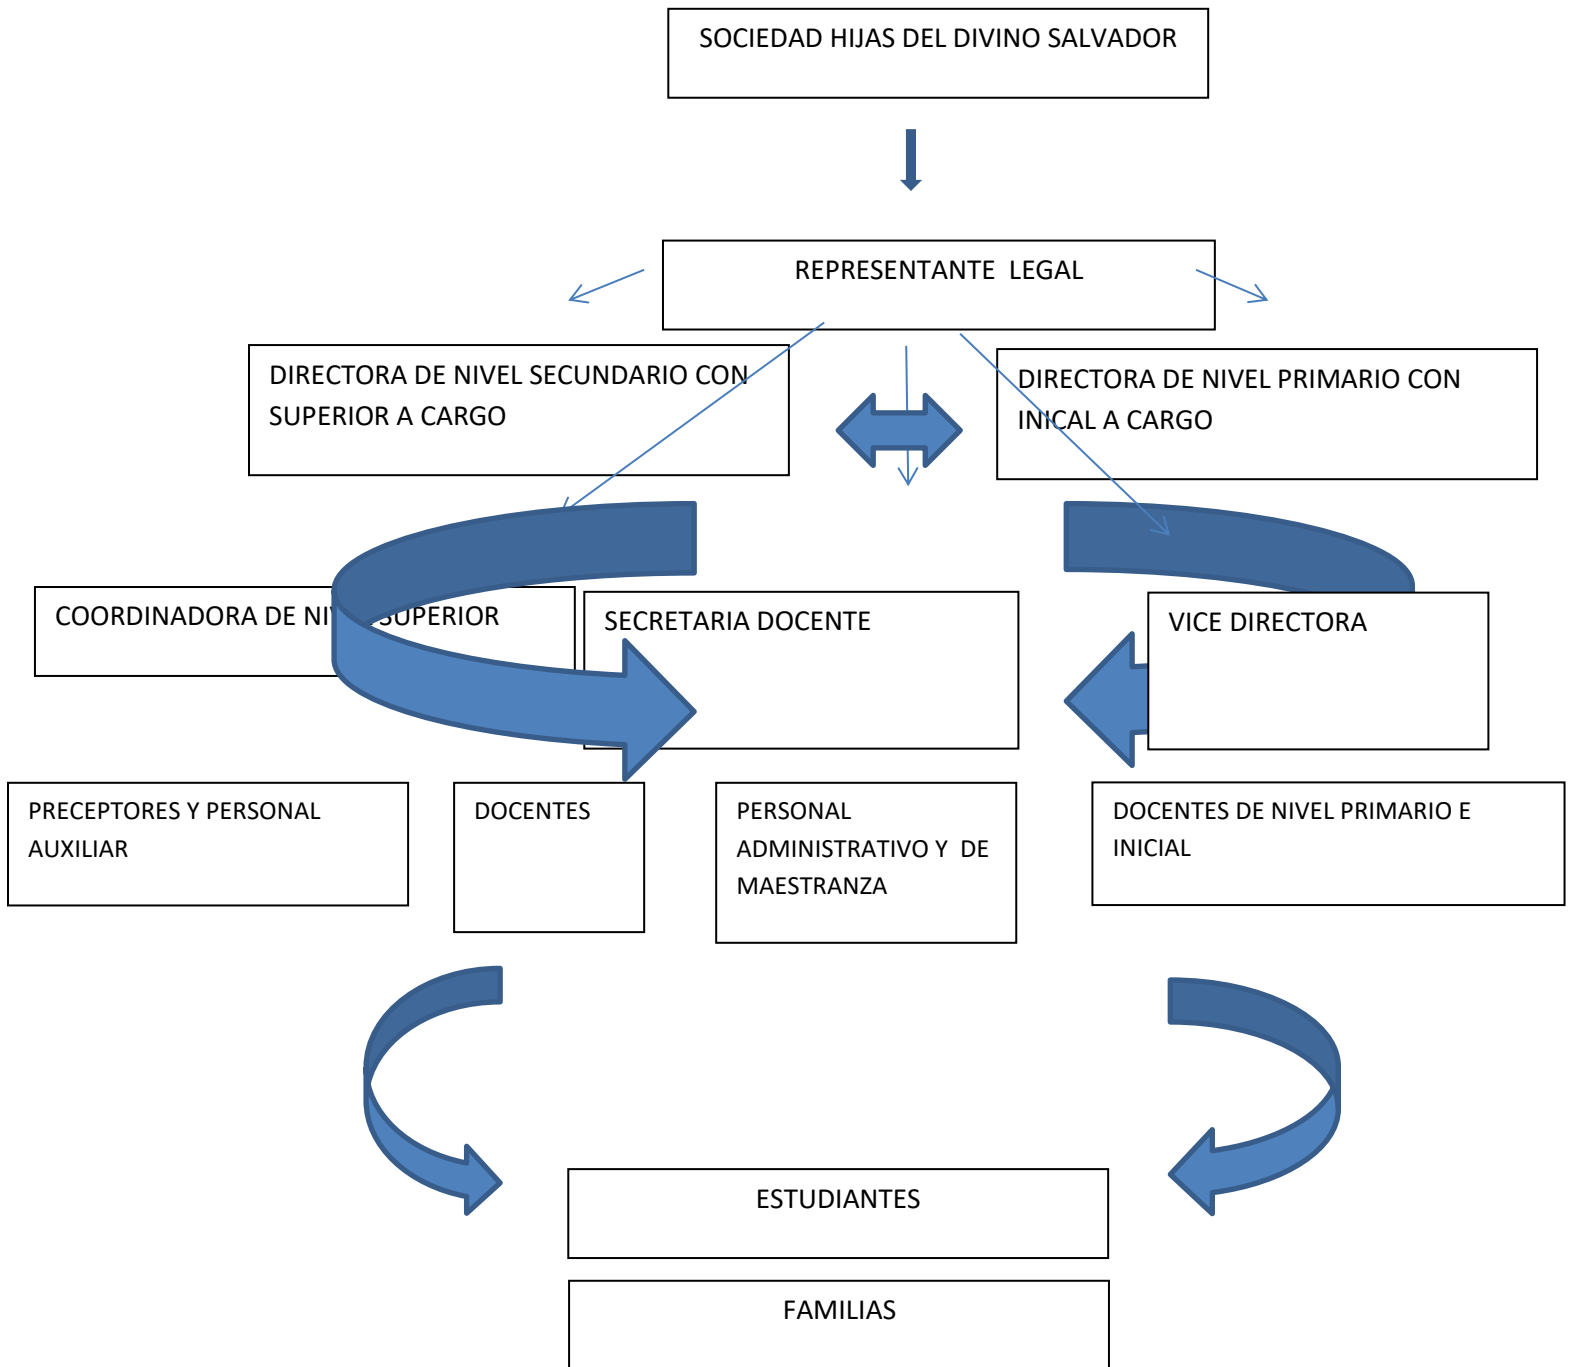 SOCIEDAD HIJAS DEL DIVINO SALVADOR
REPRESENTANTE LEGAL
DIRECTORA DE NIVEL SECUNDARIO CON
SUPERIOR A CARGO
DIRECTORA DE NIVEL PRIMARIO CON
INICAL A CARGO
COORDINADORA DE NI SUPERIOR
SECRETARIA DOCENTE
VICE DIRECTORA
PRECEPTORES Y PERSONAL
AUXILIAR
DOCENTES
PERSONAL
ADMINISTRATIVO Y DE
MAESTRANZA
DOCENTES DE NIVEL PRIMARIO E
INICIAL
ESTUDIANTES
FAMILIAS